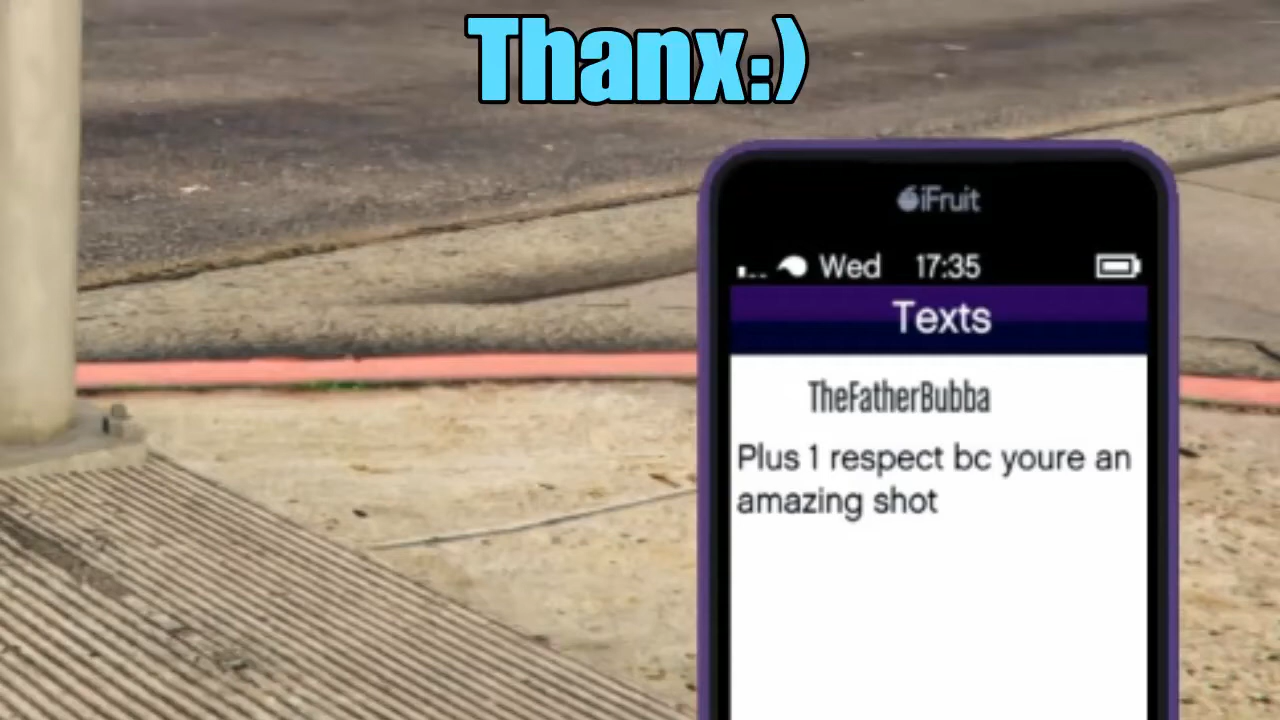 Thanx:)
iFruit
Wed 17:35
Texts
TheFatherBubba
Plus 1 respect bc youre an
amazing shot